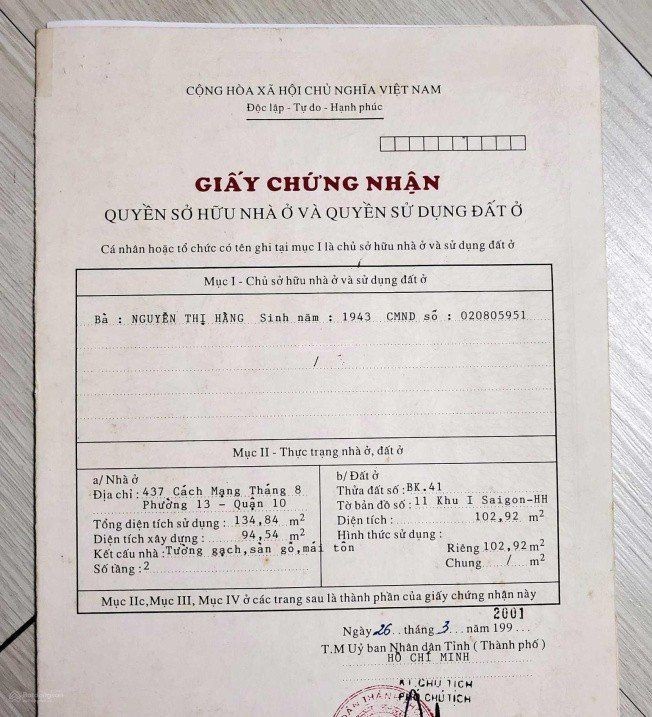 CỘNG HÒA XÃ HỘI CHỦ NGHĨA VIỆT NAM
Độc lập - Tự do - Hạnh phúc
GIẤY CHỨNG NHẬN
QUYỀN SỞ HỮU NHÀ Ở VÀ QUYỀN SỬ DỤNG ĐẤT Ở
Cá nhân hoặc tổ chức có tên ghi tại mục I là chủ sở hữu nhà ở và sử dụng đất ở
Mục I - Chủ sở hữu nhà ở và sử dụng đất ở
Bà : NGUYỄN THỊ HẰNG Sinh năm : 1943 CMND số : 020805951
/
Mục II - Thực trạng nhà ở, đất ở
a/ Nhà ở
Địa chỉ : 437 Cách Mạng Tháng 8
Phường 13 - Quận 10
Tổng diện tích sử dụng : 134,84 m²
Diện tích xây dựng : 94,54 m²
Kết cấu nhà : Tường gạch,sàn gỗ,mái tôn
Số tầng : 2
b/ Đất ở
Thửa đất số : BK.41
Tờ bản đồ số : 11 Khu I Saigon-HH
Diện tích : 102,92 m²
Hình thức sử dụng :
Riêng 102,92 m²
Chung / m²
Mục IIc, Mục III, Mục IV ở các trang sau là thành phần của giấy chứng nhận này
2001
Ngày 26 tháng 3 năm 199
T.M Uỷ ban Nhân dân Tỉnh ( Thành phố )
HỒ CHÍ MINH
KT CHỦ TỊCH
PHÓ CHỦ TỊCH